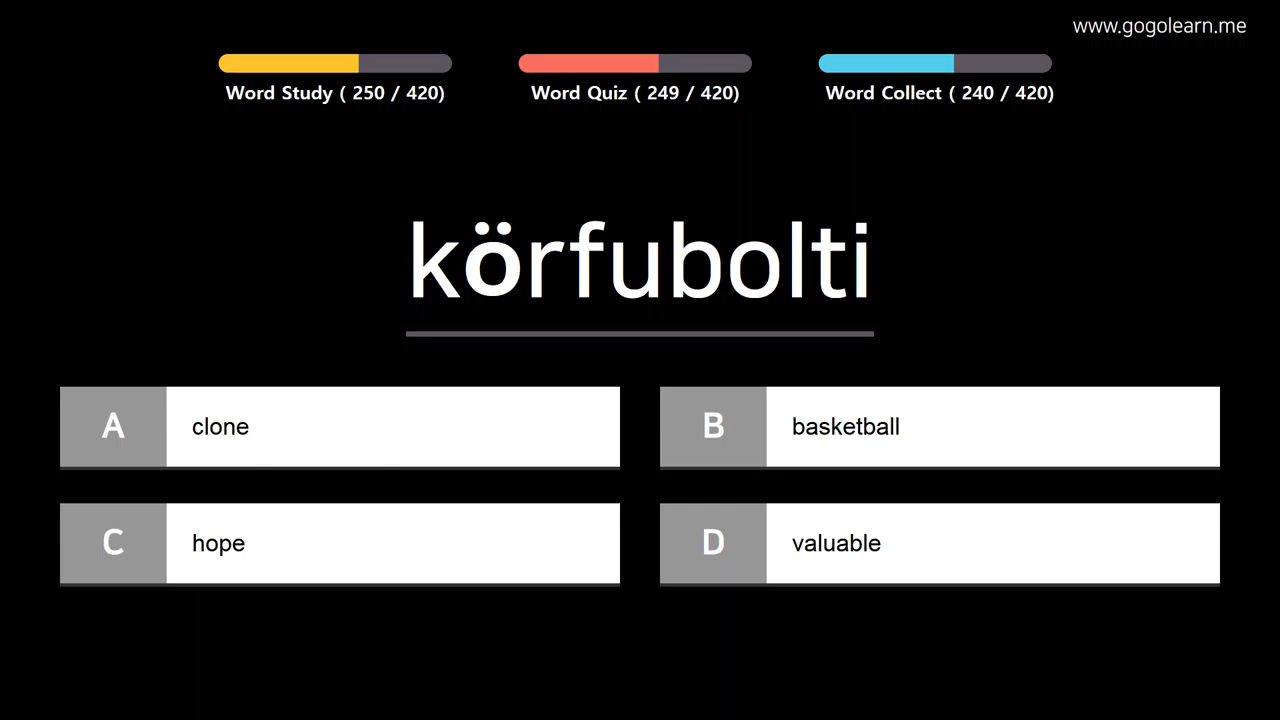 www.gogolearn.me
Word Study ( 250 / 420)
Word Quiz ( 249 / 420)
Word Collect ( 240 / 420)
körfubolti
A clone
B basketball
C hope
D valuable